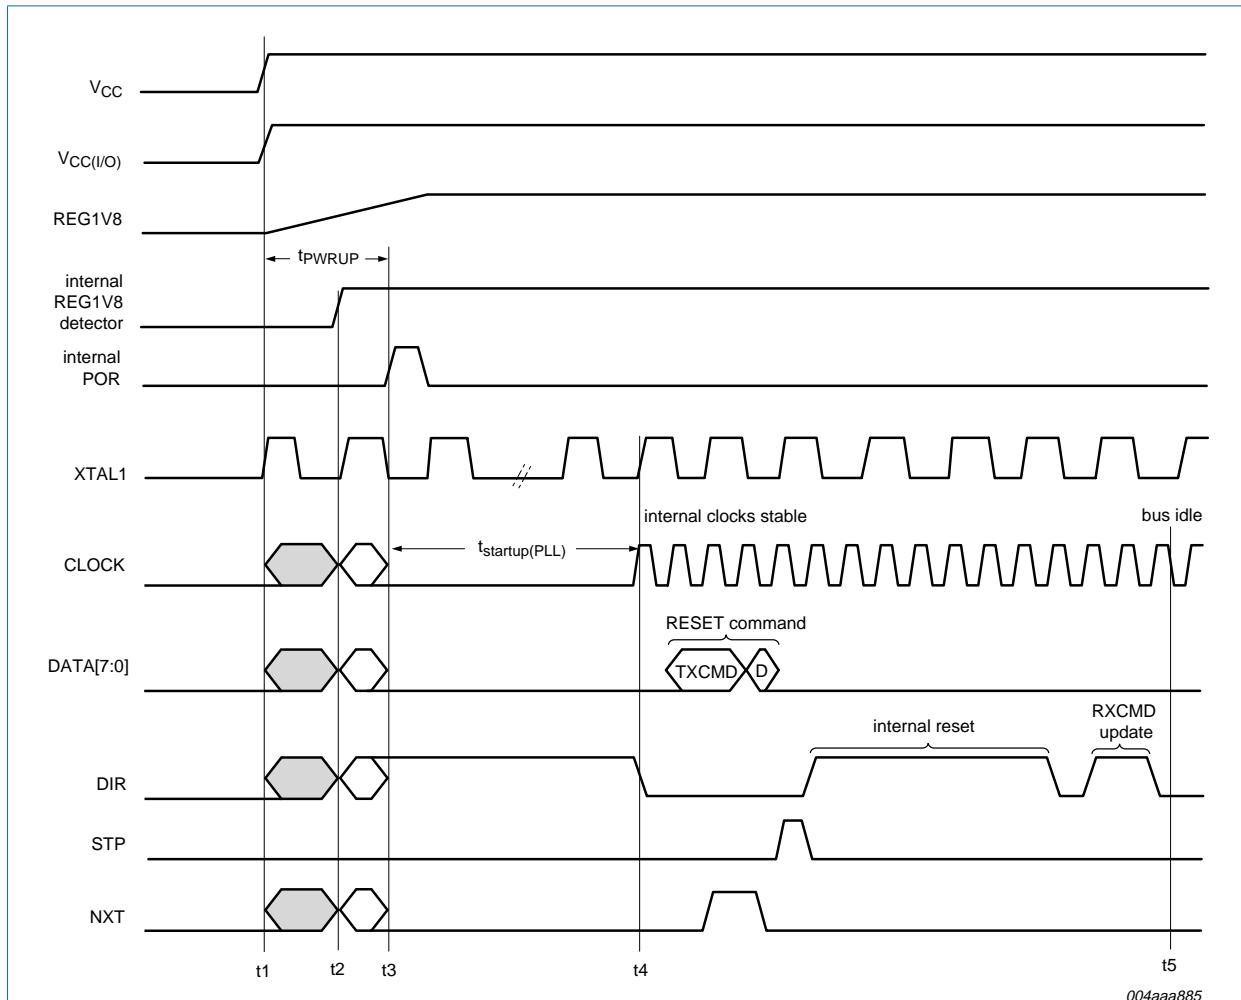 VCC
VCC(I/O)
REG1V8
tPWRUP
internal
REG1V8
detector
internal
POR
XTAL1
internal clocks stable
bus idle
CLOCK
tstartup(PLL)
RESET command
DATA[7:0]
TXCMD
D
internal reset
RXCMD
update
DIR
STP
NXT
t1
t2
t3
t4
t5
004aaa885